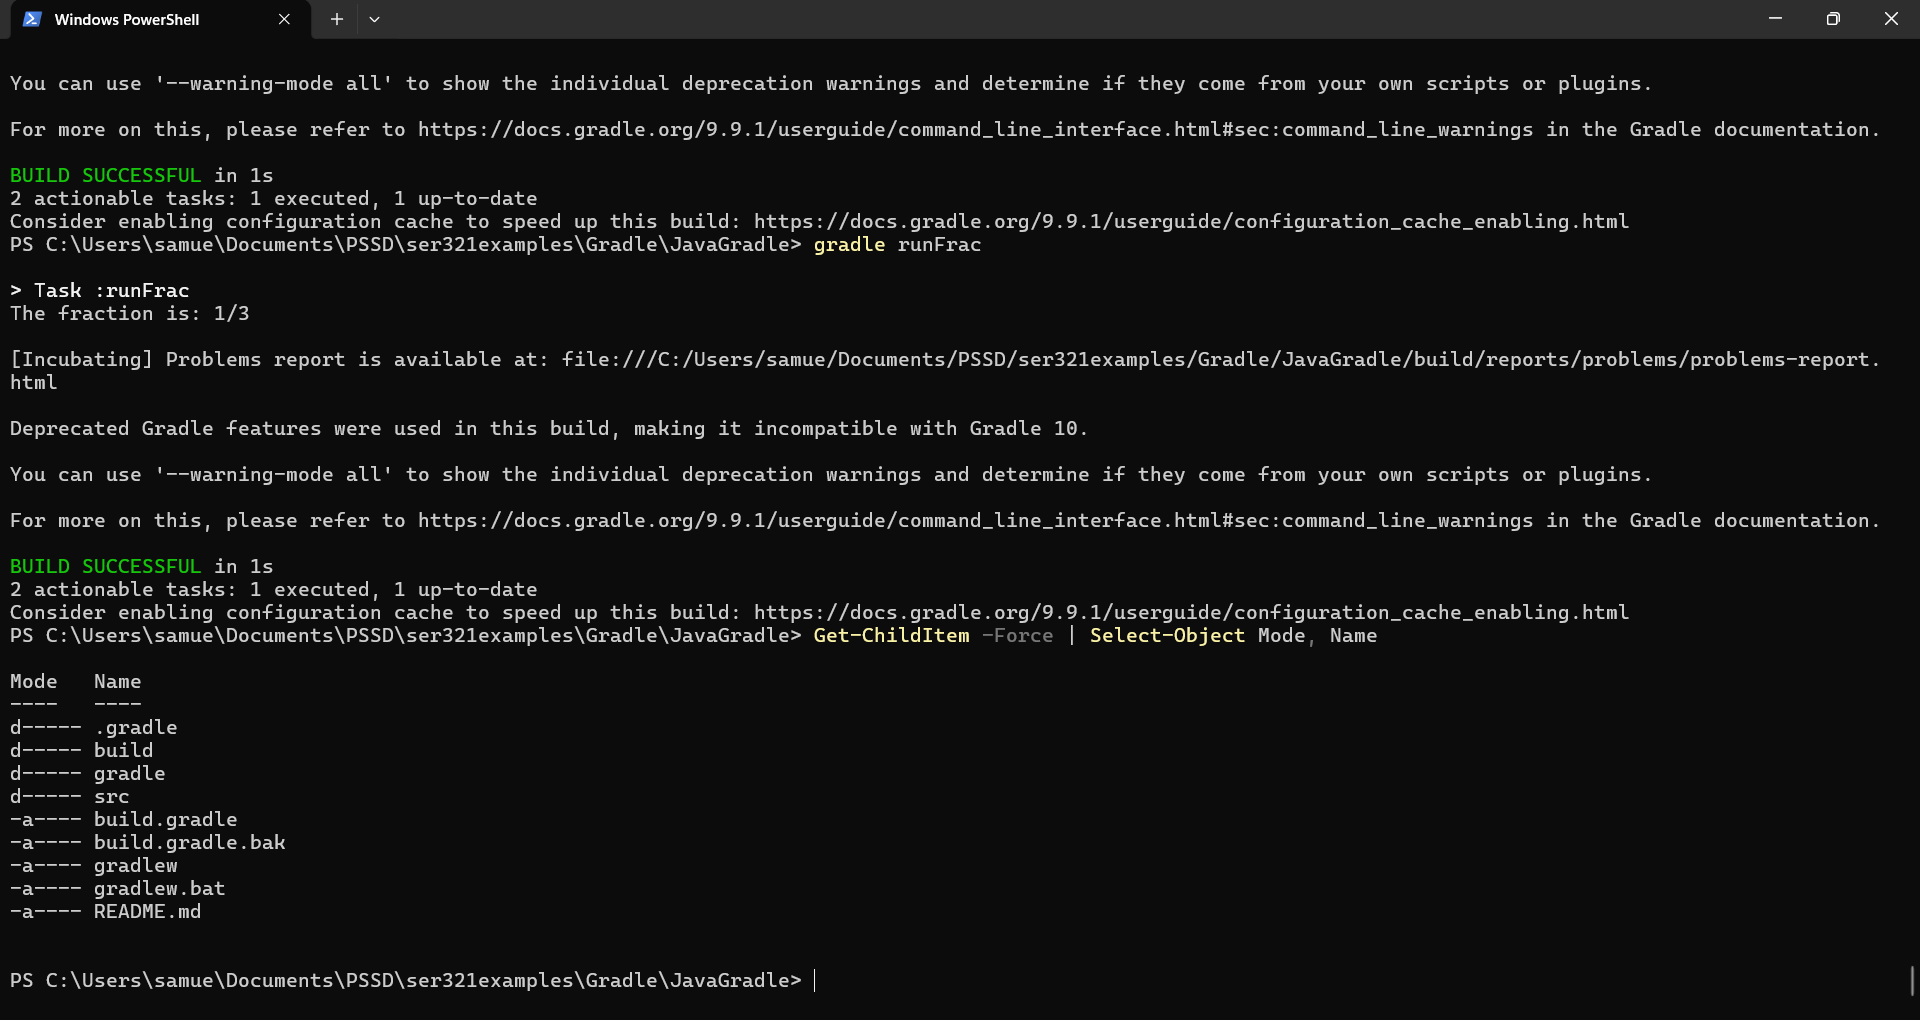 Windows PowerShell
You can use '--warning-mode all' to show the individual deprecation warnings and determine if they come from your own scripts or plugins.
For more on this, please refer to https://docs.gradle.org/9.9.1/userguide/command_line_interface.html#sec:command_line_warnings in the Gradle documentation.
BUILD SUCCESSFUL in 1s
2 actionable tasks: 1 executed, 1 up-to-date
Consider enabling configuration cache to speed up this build: https://docs.gradle.org/9.9.1/userguide/configuration_cache_enabling.html
PS C:\Users\samue\Documents\PSSD\ser321examples\Gradle\JavaGradle> gradle runFrac
> Task :runFrac
The fraction is: 1/3
[Incubating] Problems report is available at: file:///C:/Users/samue/Documents/PSSD/ser321examples/Gradle/JavaGradle/build/reports/problems/problems-report.
html
Deprecated Gradle features were used in this build, making it incompatible with Gradle 10.
You can use '--warning-mode all' to show the individual deprecation warnings and determine if they come from your own scripts or plugins.
For more on this, please refer to https://docs.gradle.org/9.9.1/userguide/command_line_interface.html#sec:command_line_warnings in the Gradle documentation.
BUILD SUCCESSFUL in 1s
2 actionable tasks: 1 executed, 1 up-to-date
Consider enabling configuration cache to speed up this build: https://docs.gradle.org/9.9.1/userguide/configuration_cache_enabling.html
PS C:\Users\samue\Documents\PSSD\ser321examples\Gradle\JavaGradle> Get-ChildItem -Force | Select-Object Mode, Name
Mode   Name
----   ----
d----- .gradle
d----- build
d----- gradle
d----- src
-a---- build.gradle
-a---- build.gradle.bak
-a---- gradlew
-a---- gradlew.bat
-a---- README.md
PS C:\Users\samue\Documents\PSSD\ser321examples\Gradle\JavaGradle>